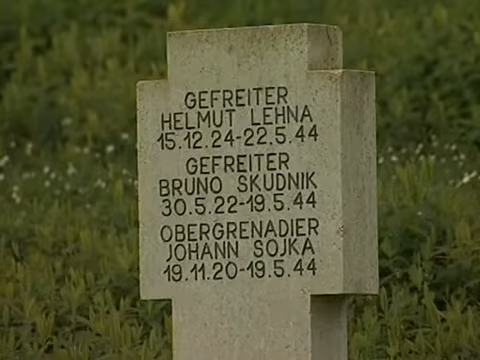 GEFREITER
HELMUT LEHNA
15.12.24-22.5.44
GEFREITER
BRUNO SKUDNIK
30.5.22-19.5.44
OBERGRENADIER
JOHANN SOJKA
19.11.20-19.5.44